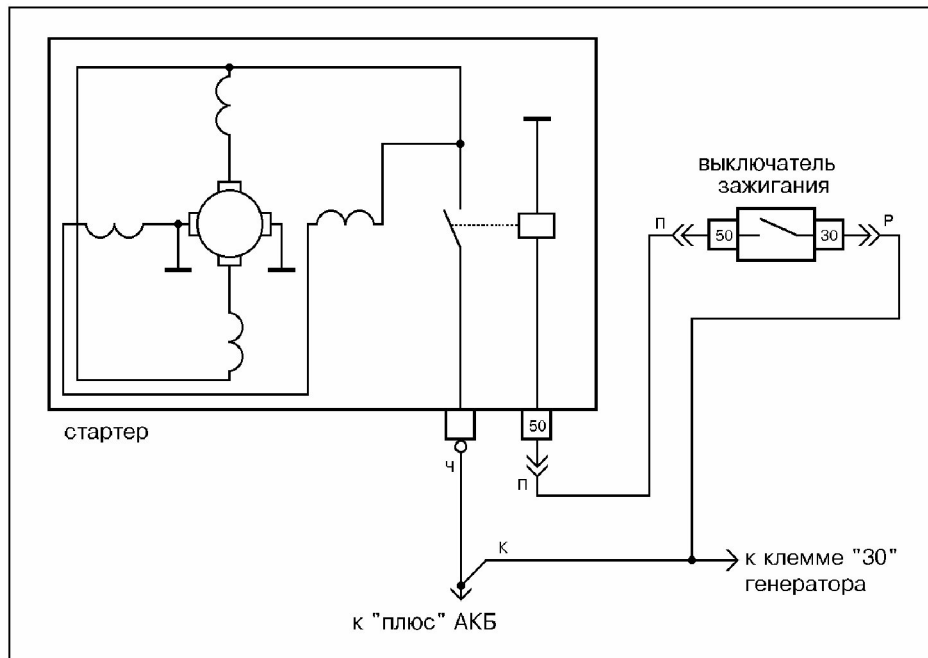 выключатель
зажигания
П
50
30
Р
стартер
50
Ч
П
К
к клемме "30"
генератора
к "плюс" АКБ